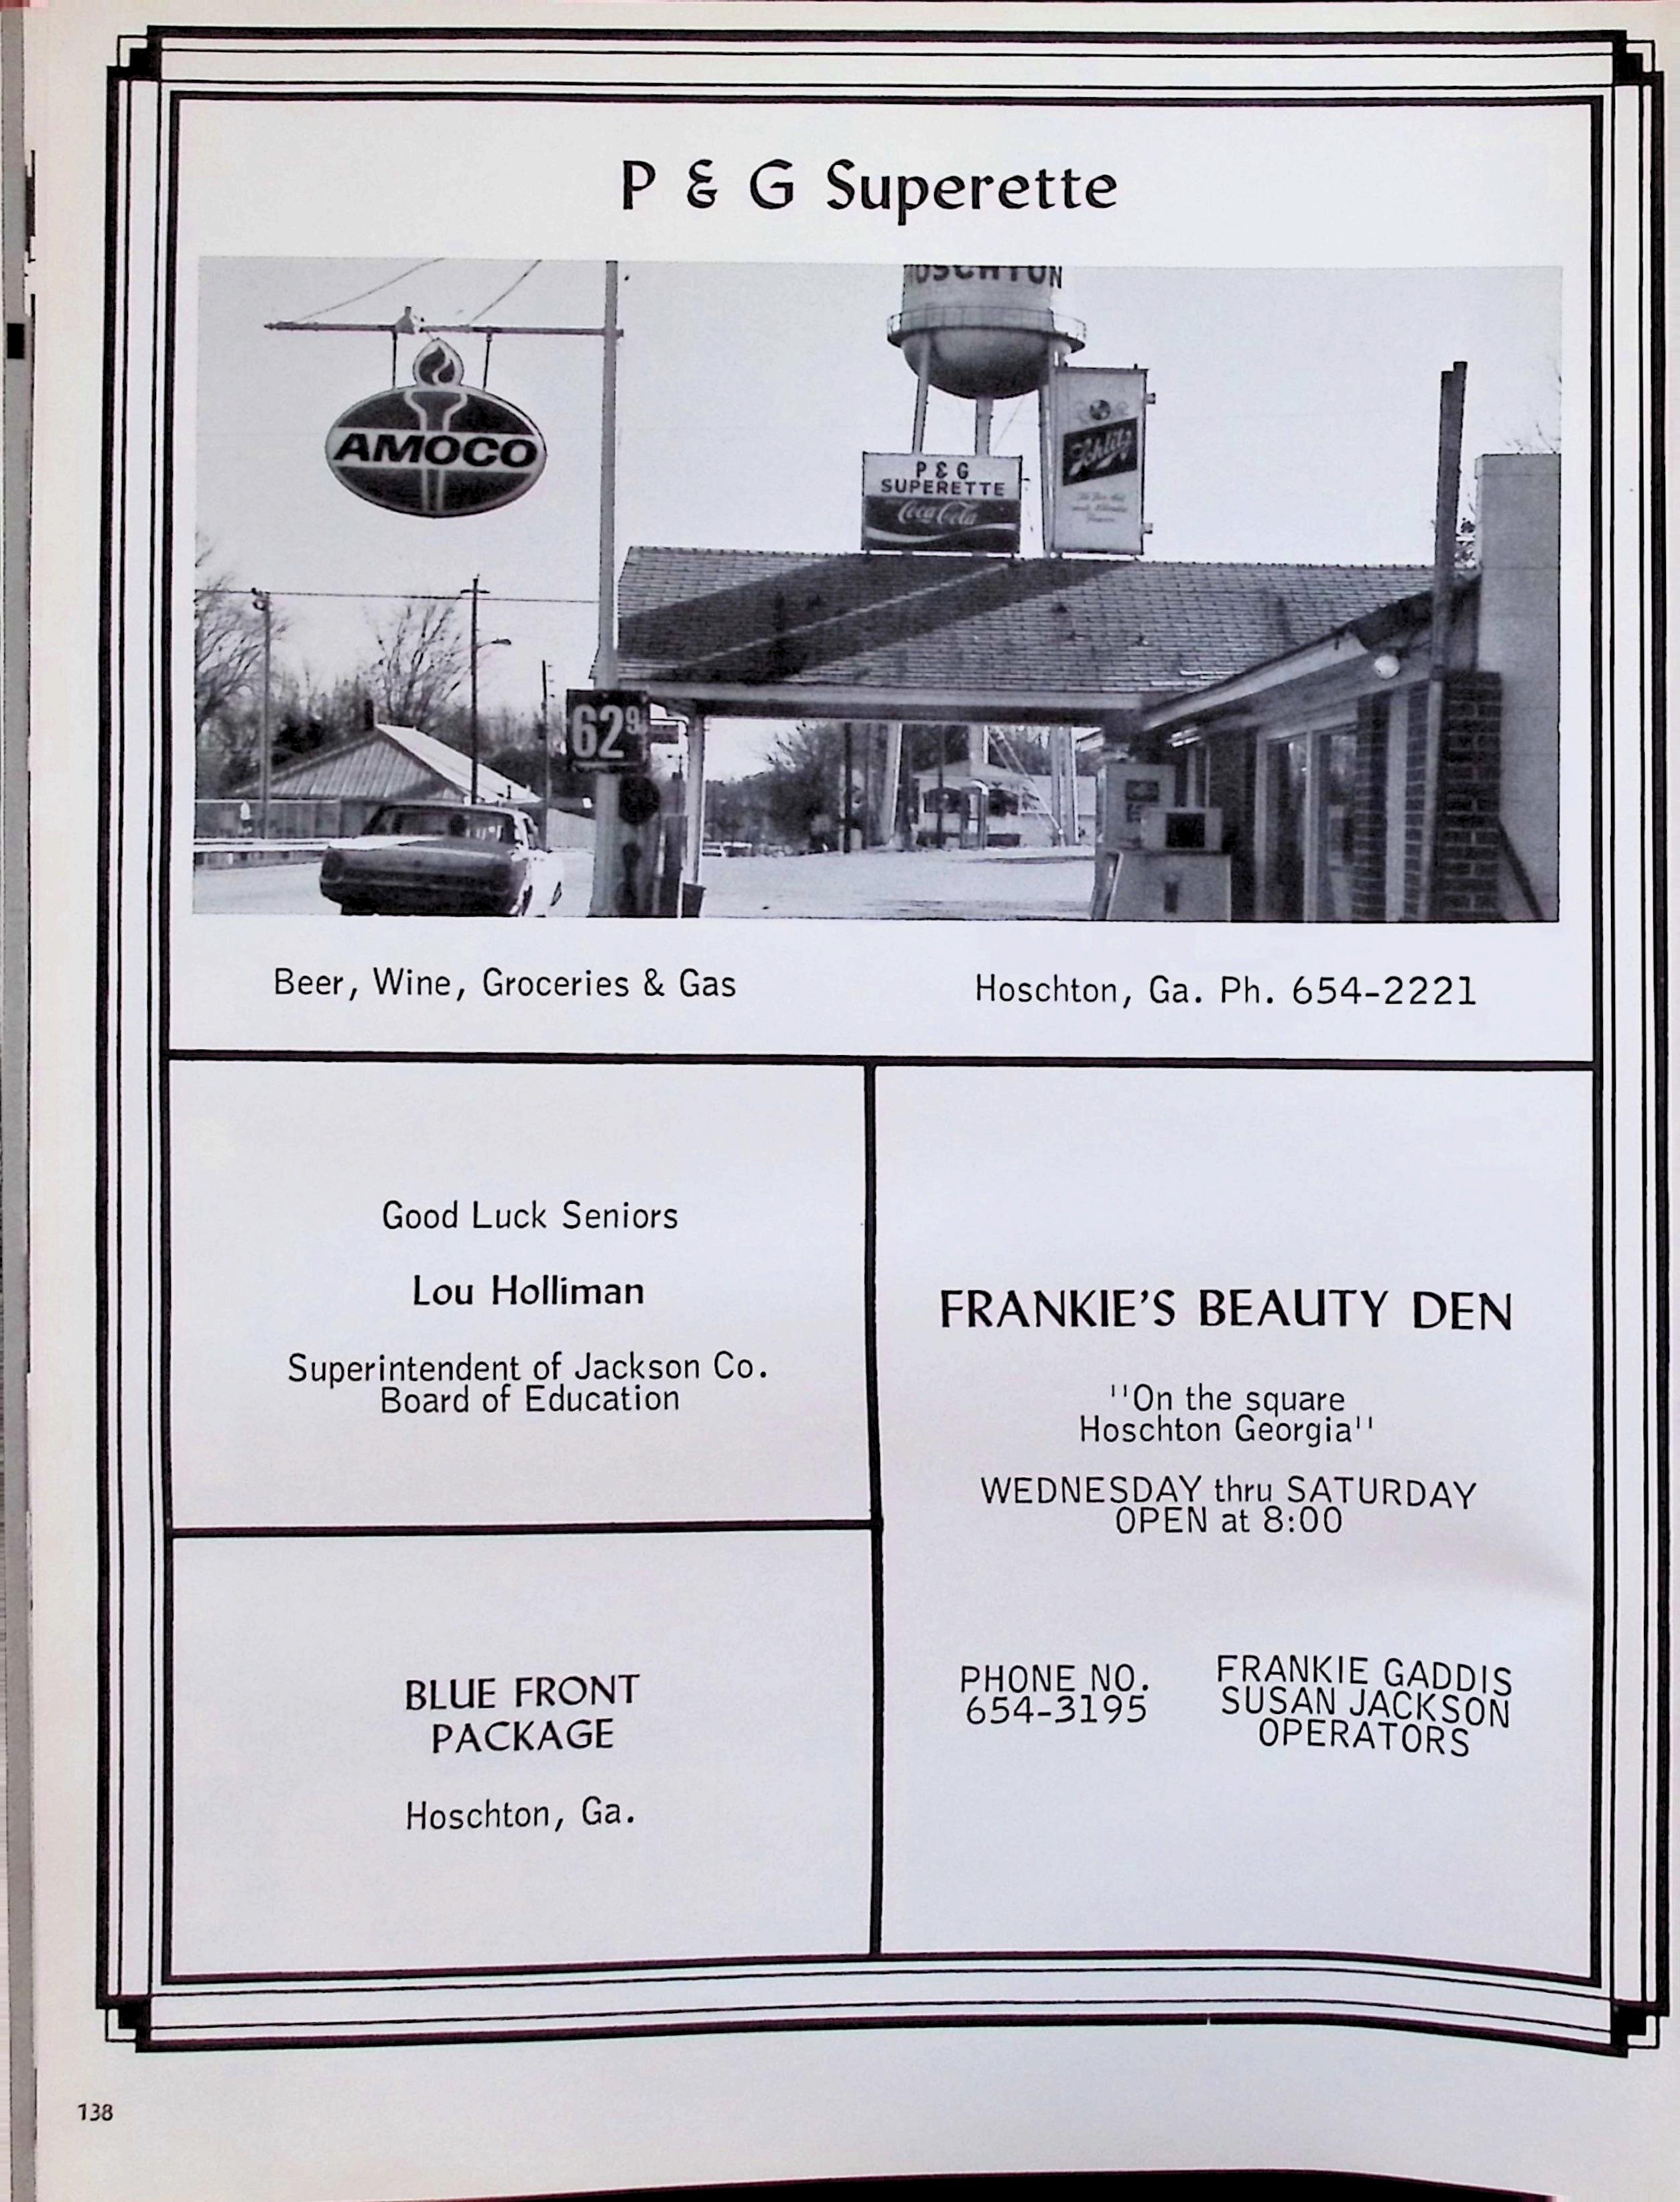 P & G Superette
OSCHTON
AMOCO
P & G
SUPERETTE
Coca-Cola
Schlitz
62 9
Beer, Wine, Groceries & Gas
Hoschton, Ga. Ph. 654-2221
Good Luck Seniors
Lou Holliman
Superintendent of Jackson Co.
Board of Education
BLUE FRONT
PACKAGE
Hoschton, Ga.
FRANKIE'S BEAUTY DEN
"On the square
Hoschton Georgia"
WEDNESDAY thru SATURDAY
OPEN at 8:00
PHONE NO.
654-3195
FRANKIE GADDIS
SUSAN JACKSON
OPERATORS
138